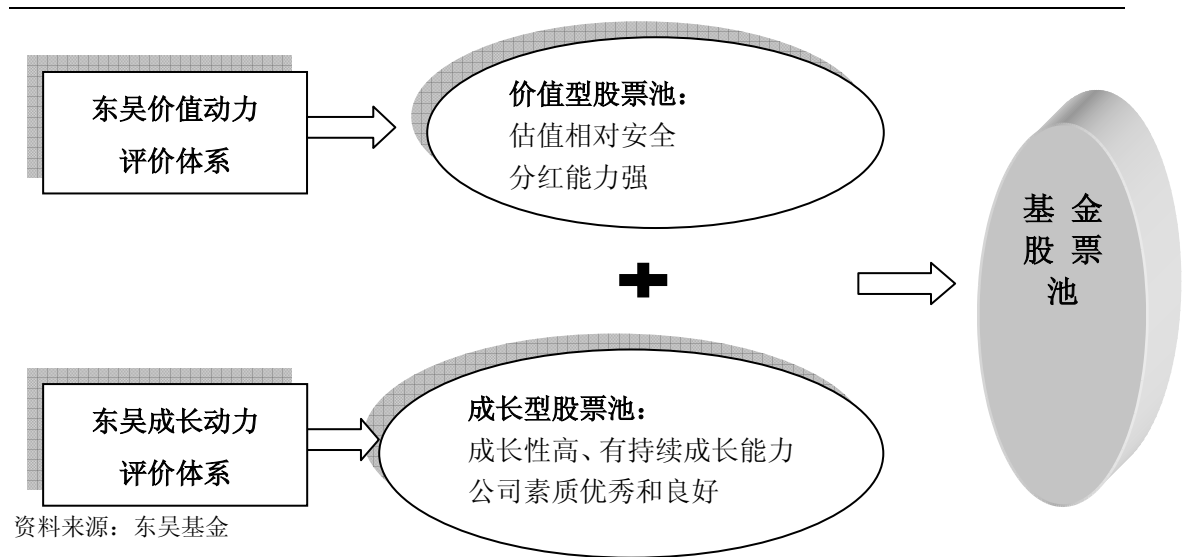 东吴价值动力
评价体系
价值型股票池：
估值相对安全
分红能力强
基 金
股 票
池
东吴成长动力
评价体系
成长型股票池：
成长性高、有持续成长能力
公司素质优秀和良好
资料来源：东吴基金